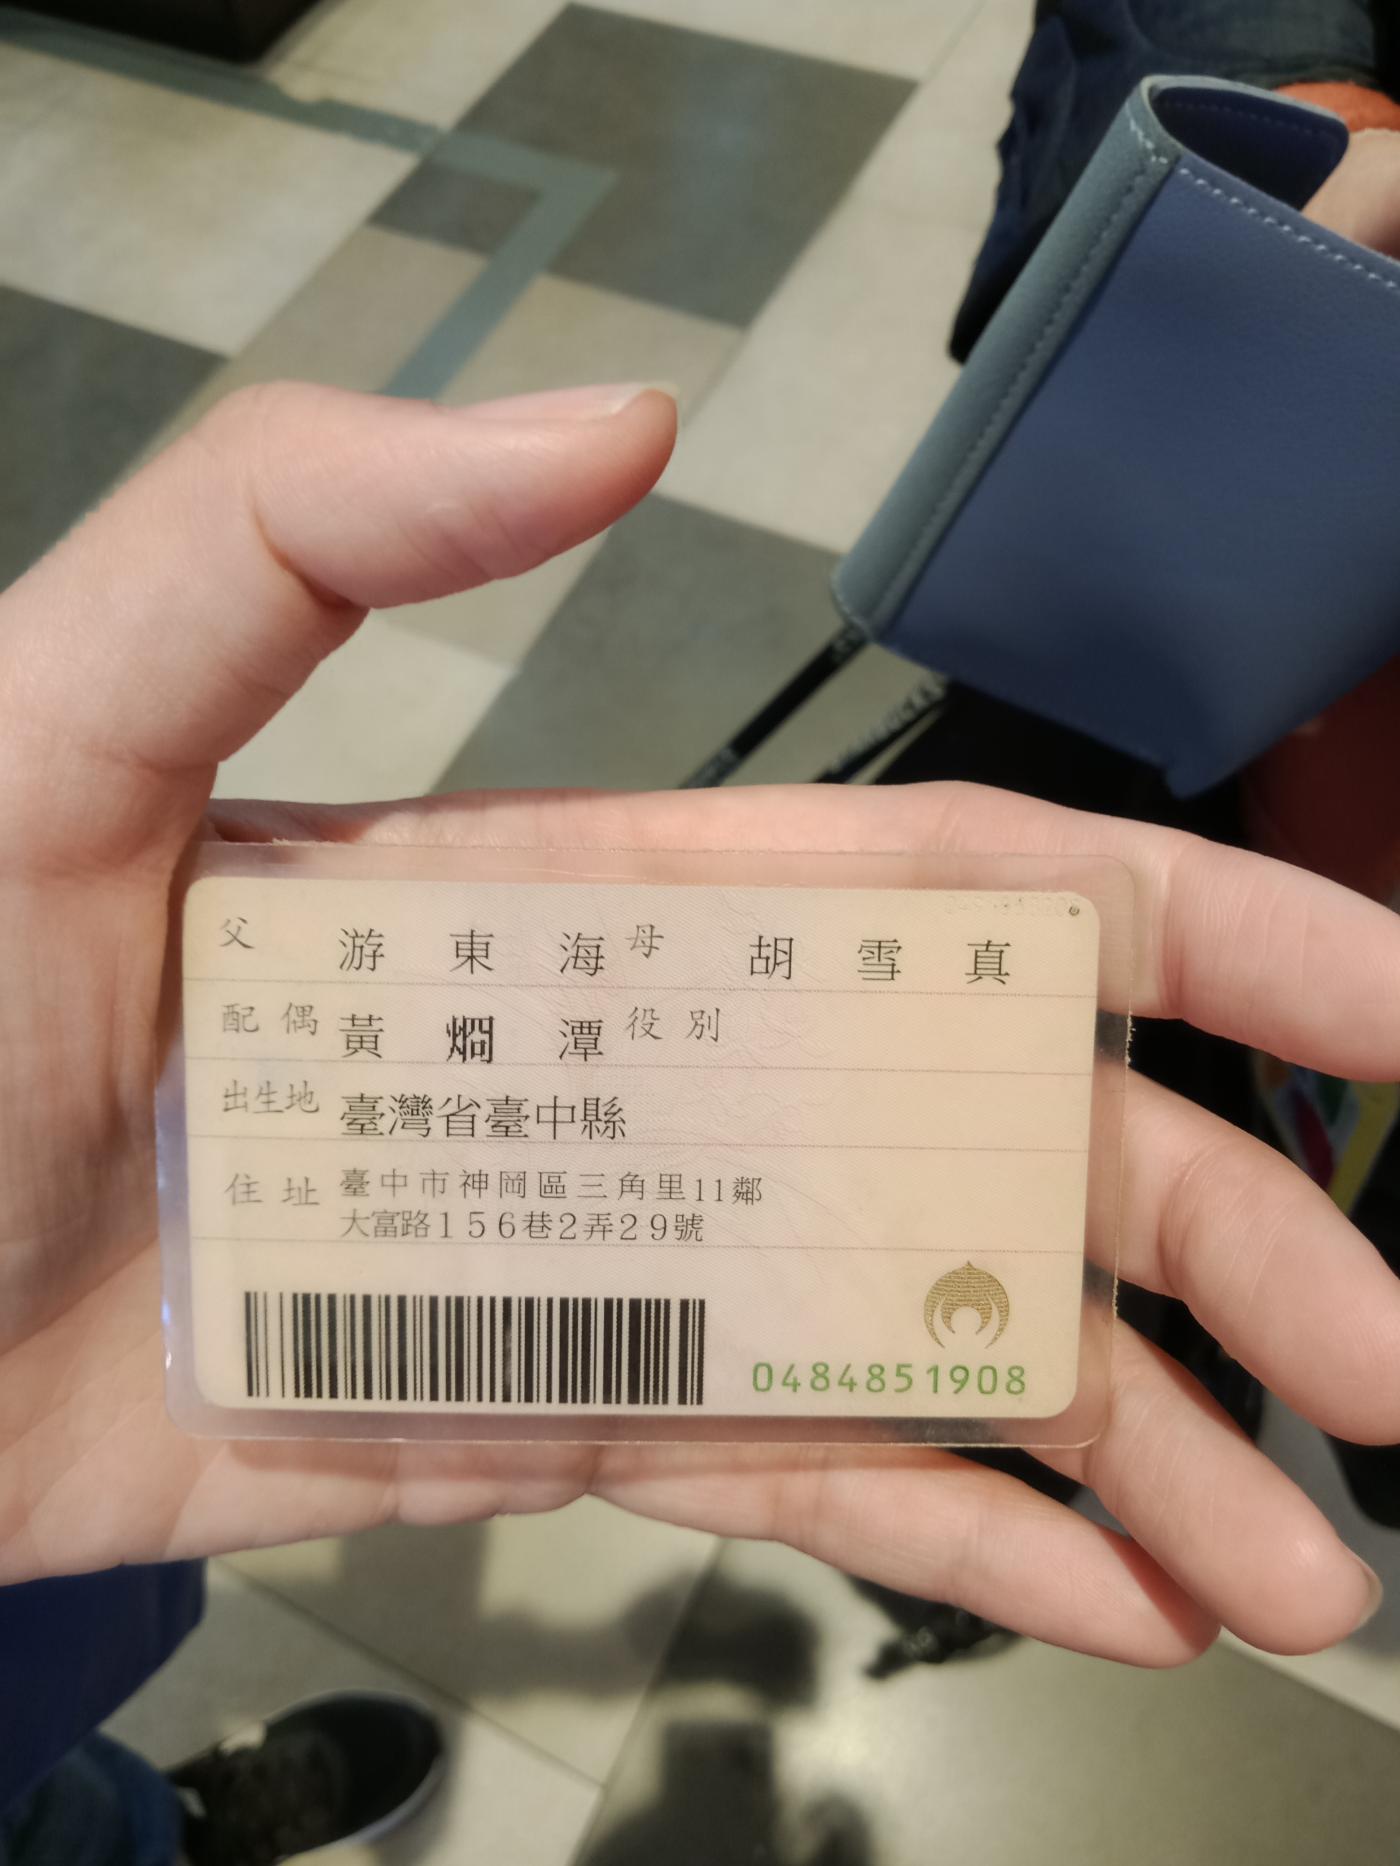 父 游東海 母 胡雪真
配偶 黃焗潭 役別
出生地 臺灣省臺中縣
住址 臺中市神岡區三角里11鄰
大富路156巷2弄29號
0484851908